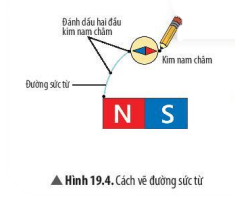 Đánh dấu hai đầu
kim nam châm
Kim nam châm
Đường sức từ
N S
▲ Hình 19.4. Cách vẽ đường sức từ